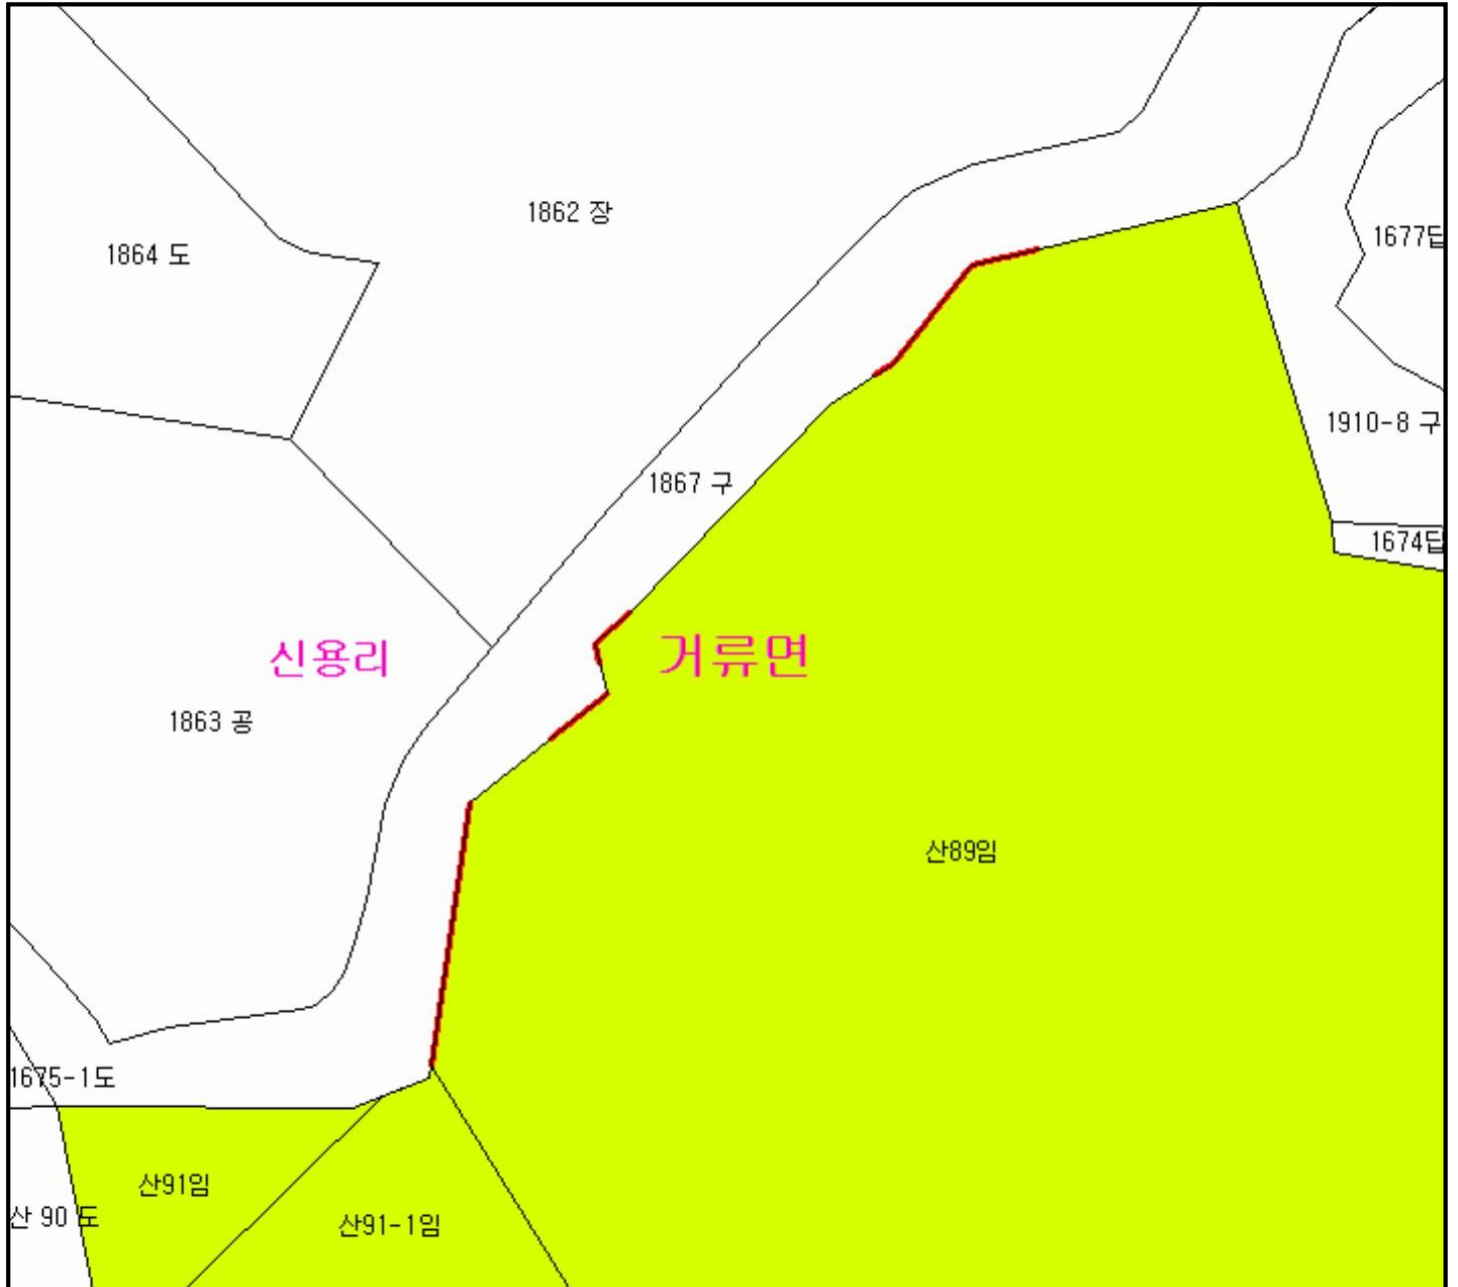 1862 장
1864 도
1677답
1910-8 구
1867 구
1674답
신용리
거류면
1863 공
산89임
1675-1도
산91임
산 90 도
산91-1임